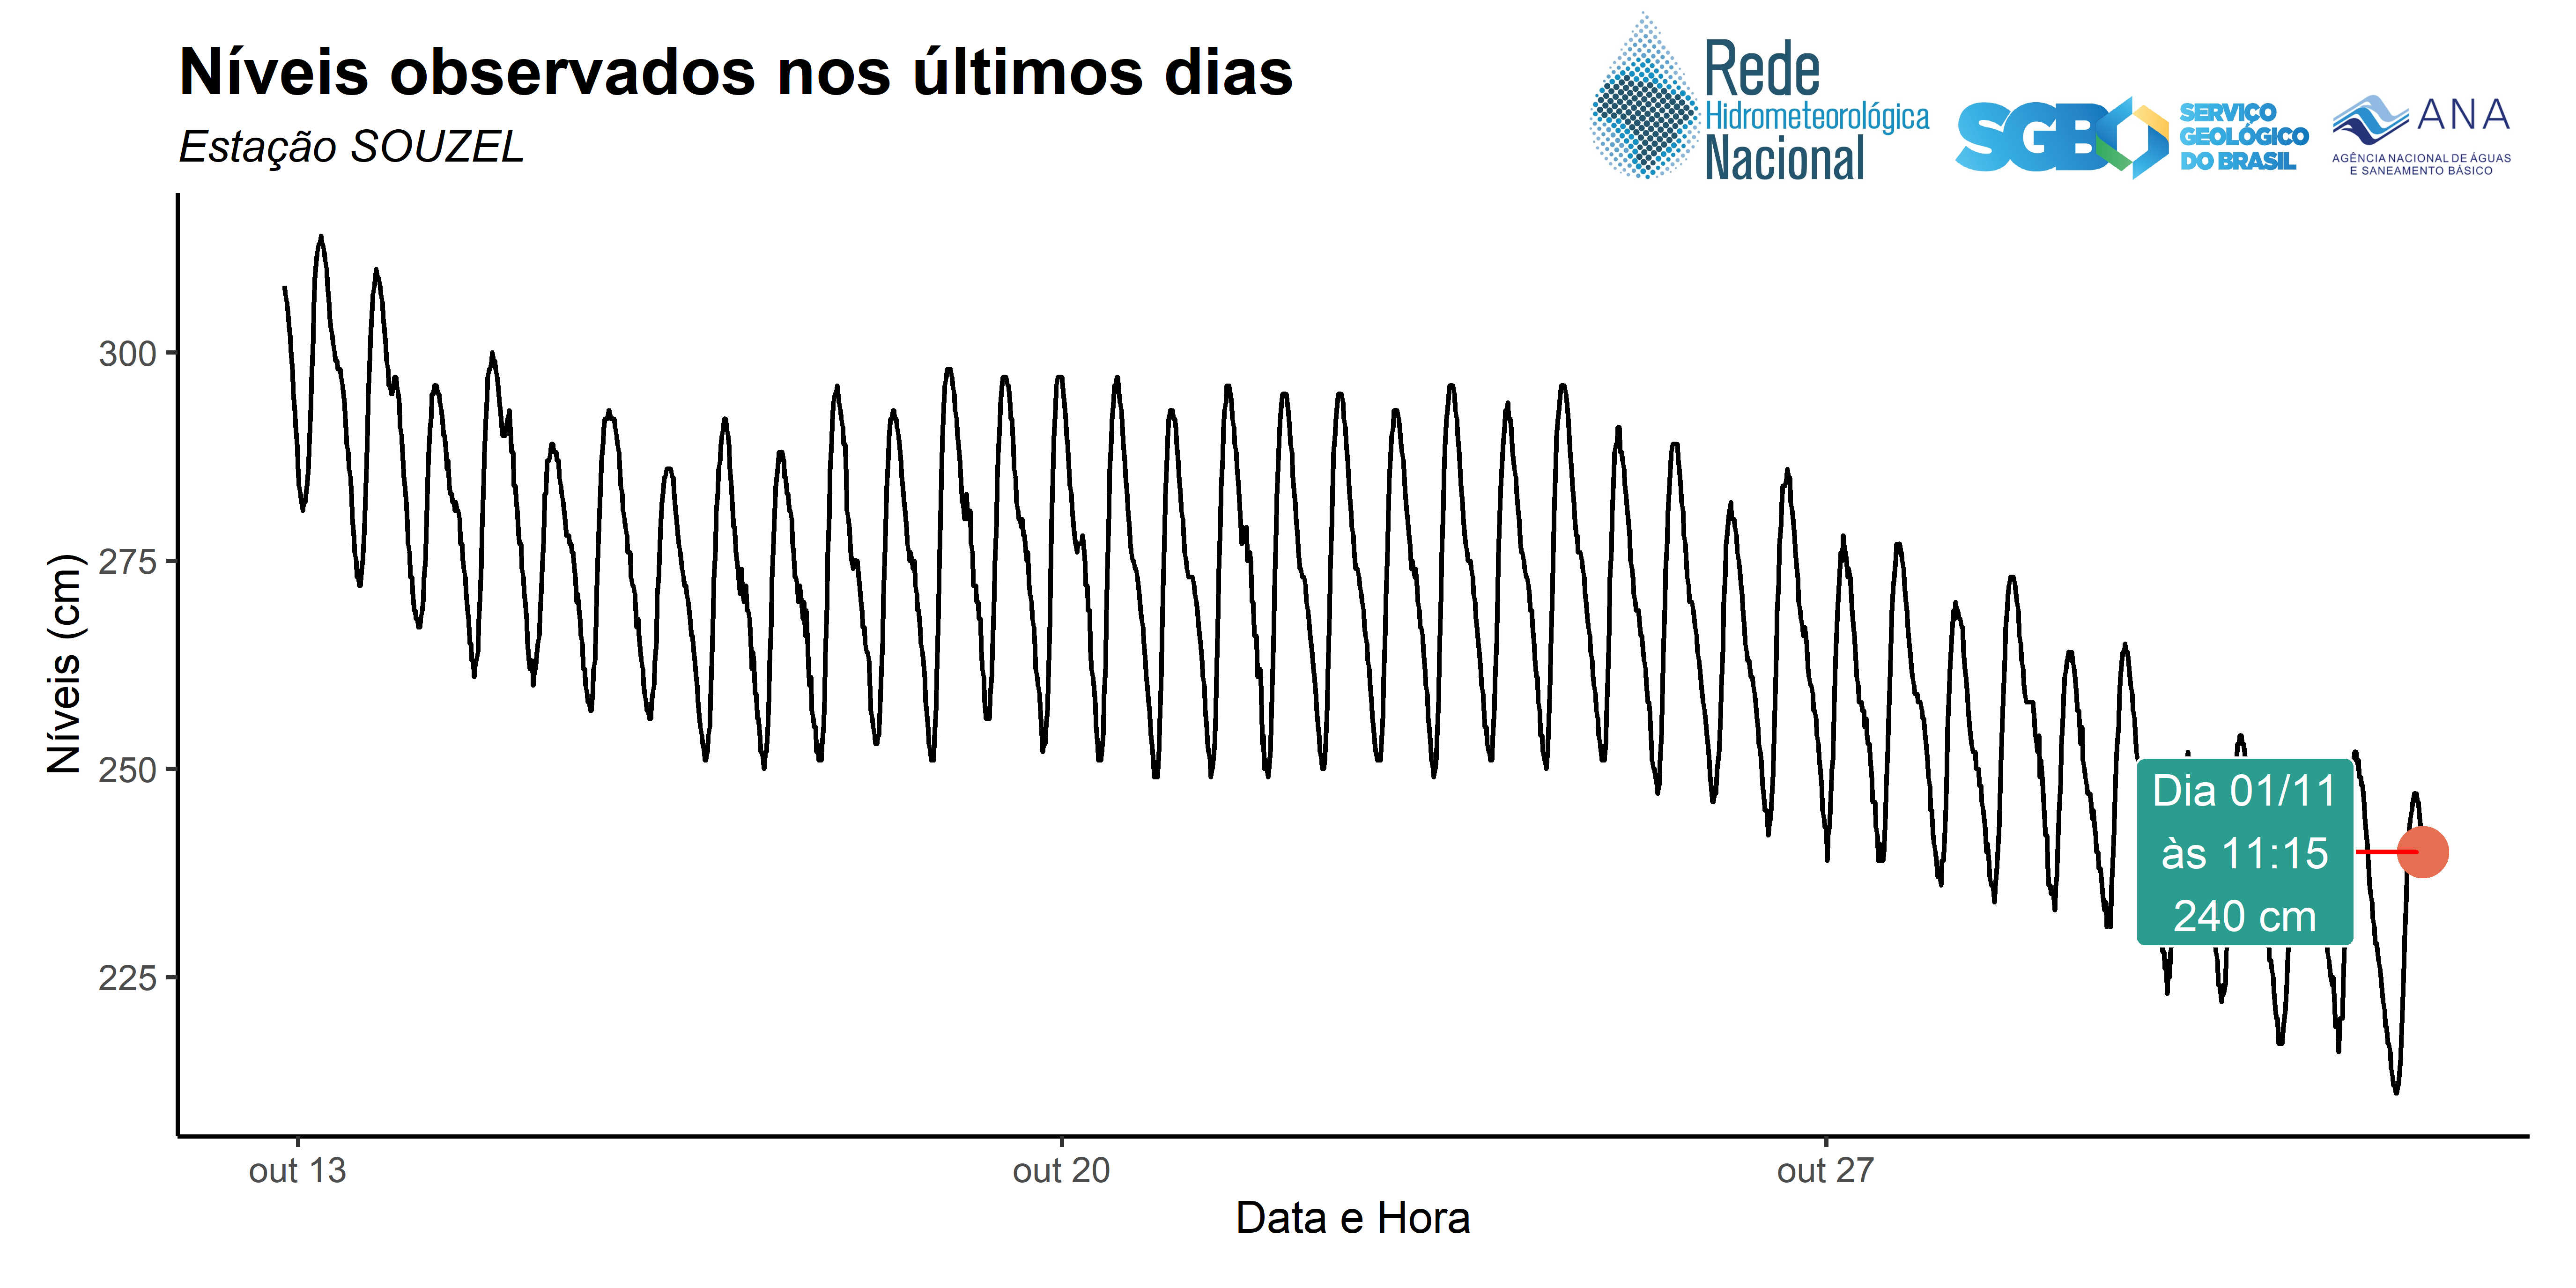 Níveis observados nos últimos dias
Estação SOUZEL
Rede
Hidrometeorológica
Nacional
SGB
SERVIÇO
GEOLÓGICO
DO BRASIL
ANA
AGÊNCIA NACIONAL DE ÁGUAS
E SANEAMENTO BÁSICO
Níveis (cm)
300
275
250
225
Dia 01/11
às 11:15
240 cm
out 13
out 20
out 27
Data e Hora